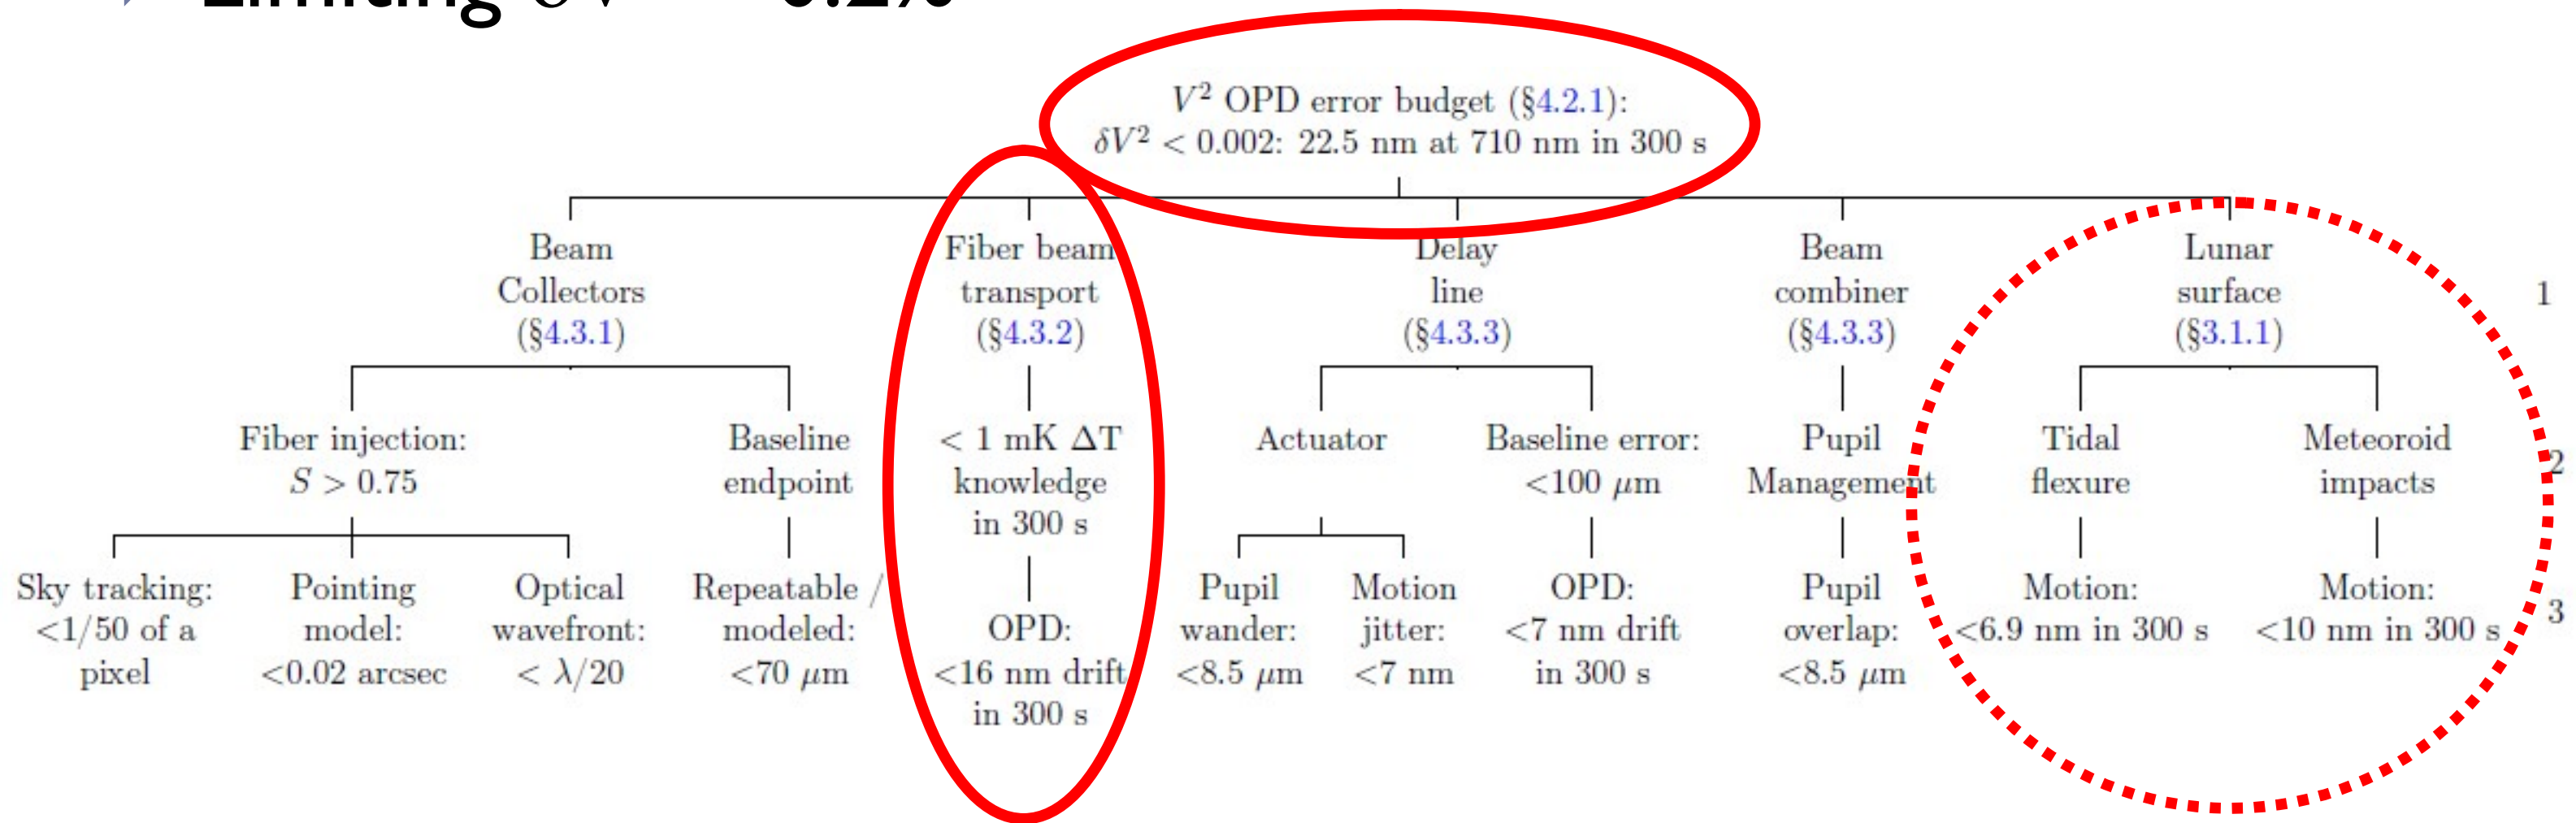 V² OPD error budget (§4.2.1):
δV² < 0.002: 22.5 nm at 710 nm in 300 s
Beam
Collectors
(§4.3.1)
Fiber beam
transport
(§4.3.2)
Delay
line
(§4.3.3)
Beam
combiner
(§4.3.3)
Lunar
surface
(§3.1.1)
1
Fiber injection:
S > 0.75
Baseline
endpoint
< 1 mK ΔT
knowledge
in 300 s
Actuator
Baseline error:
<100 μm
Pupil
Management
Tidal
flexure
Meteoroid
impacts
2
Sky tracking:
<1/50 of a
pixel
Pointing
model:
<0.02 arcsec
Optical
wavefront:
< λ/20
Repeatable /
modeled:
<70 μm
OPD:
<16 nm drift
in 300 s
Pupil
wander:
<8.5 μm
Motion
jitter:
<7 nm
OPD:
<7 nm drift
in 300 s
Pupil
overlap:
<8.5 μm
Motion:
<6.9 nm in 300 s
Motion:
<10 nm in 300 s
3